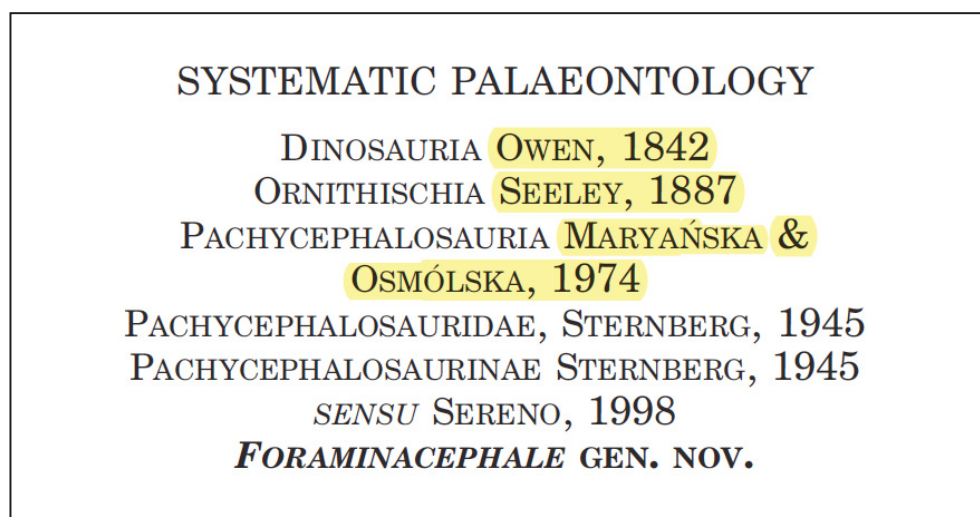 SYSTEMATIC PALAEONTOLOGY
DINOSAURIA OWEN, 1842
ORNITHISCHIA SEELEY, 1887
PACHYCEPHALOSAURIA MARYAŃSKA &
OSMÓLSKA, 1974
PACHYCEPHALOSAURIDAE, STERNBERG, 1945
PACHYCEPHALOSAURINAE STERNBERG, 1945
SENSU SERENO, 1998
FORAMINACEPHALE GEN. NOV.